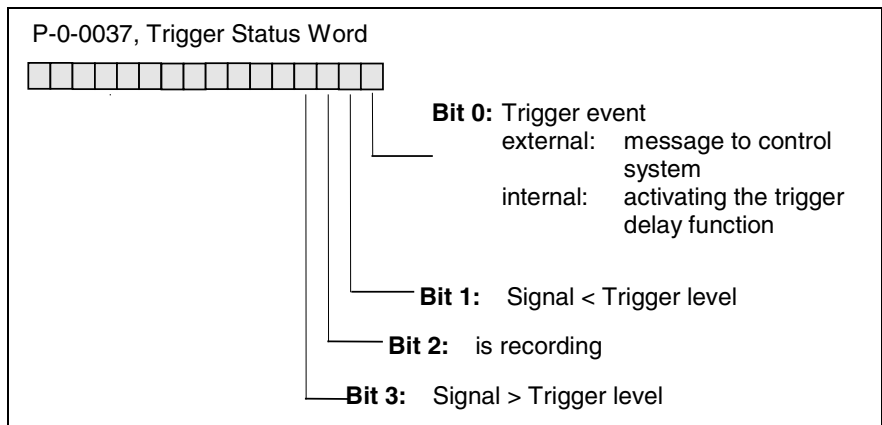 P-0-0037, Trigger Status Word
Bit 0: Trigger event
external: message to control
system
internal: activating the trigger
delay function
Bit 1: Signal < Trigger level
Bit 2: is recording
Bit 3: Signal > Trigger level